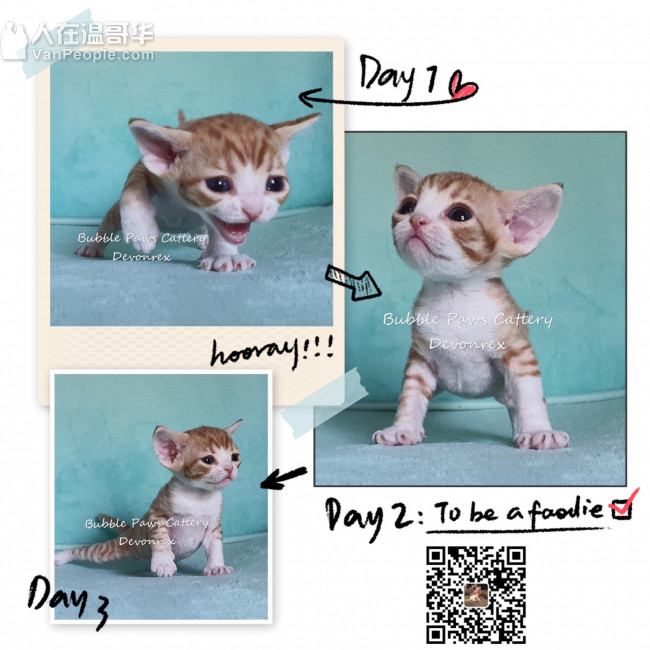 人在温哥华
VanPeople.com
Day 1
Bubble Paws Cattery
Devonrex
hooray!!!
Bubble Paws Cattery
Devonrex
Day 2: To be a foodie
Bubble Paws Cattery
Devonrex
Day 3